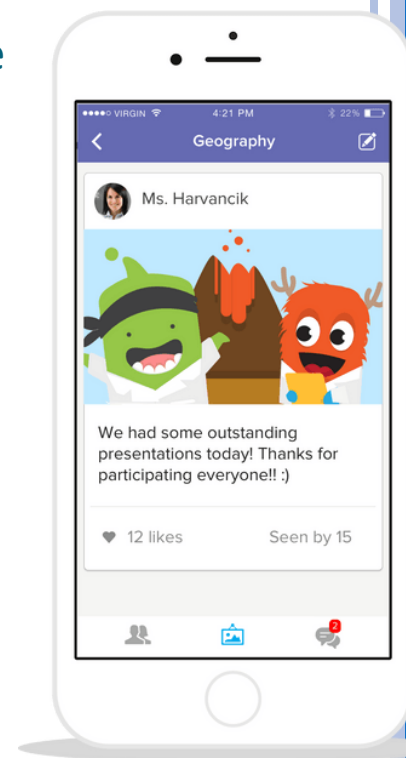 e
VIRGIN 4:21 PM 22%
Geography
Ms. Harvancik
We had some outstanding
presentations today! Thanks for
participating everyone!! :)
12 likes Seen by 15
2